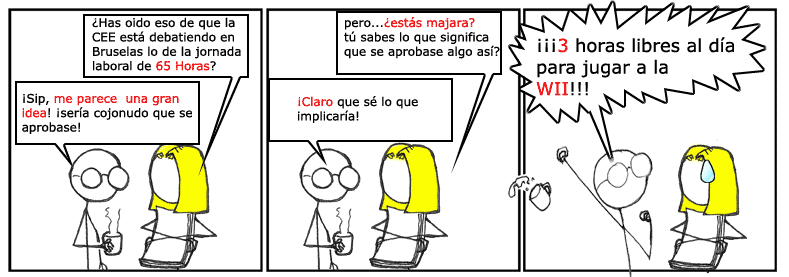 ¿Has oido eso de que la
CEE está debatiendo en
Bruselas lo de la jornada
laboral de 65 Horas?
¡Sip, me parece una gran
idea! ¡sería cojonudo que se
aprobase!
pero...¿estás majara?
tú sabes lo que significa
que se aprobase algo así?
¡Claro que sé lo que
implicaría!
¡¡¡3 horas libres al día
para jugar a la
WII!!!